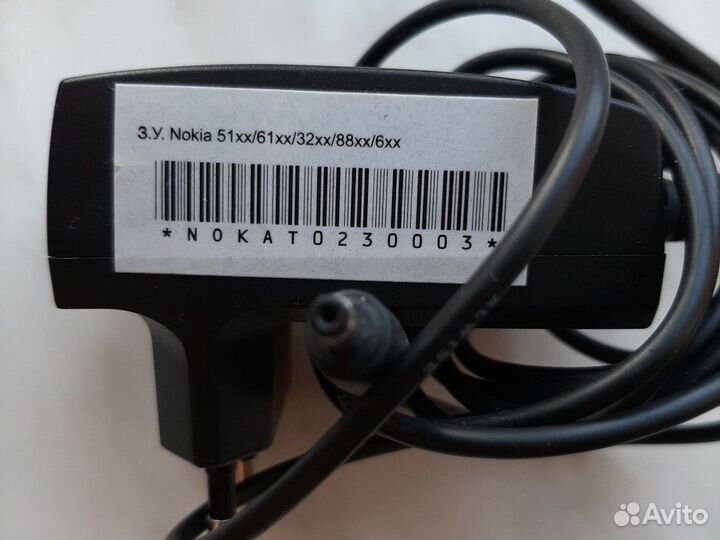 З.У. Nokia 51xx/61xx/32xx/88xx/6xx
*NOKAT0230003*
Avito